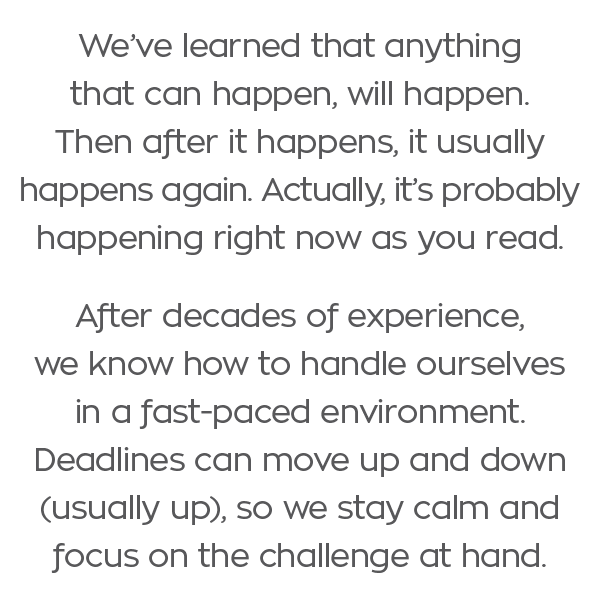 We’ve learned that anything
that can happen, will happen.
Then after it happens, it usually
happens again. Actually, it’s probably
happening right now as you read.
After decades of experience,
we know how to handle ourselves
in a fast-paced environment.
Deadlines can move up and down
(usually up), so we stay calm and
focus on the challenge at hand.